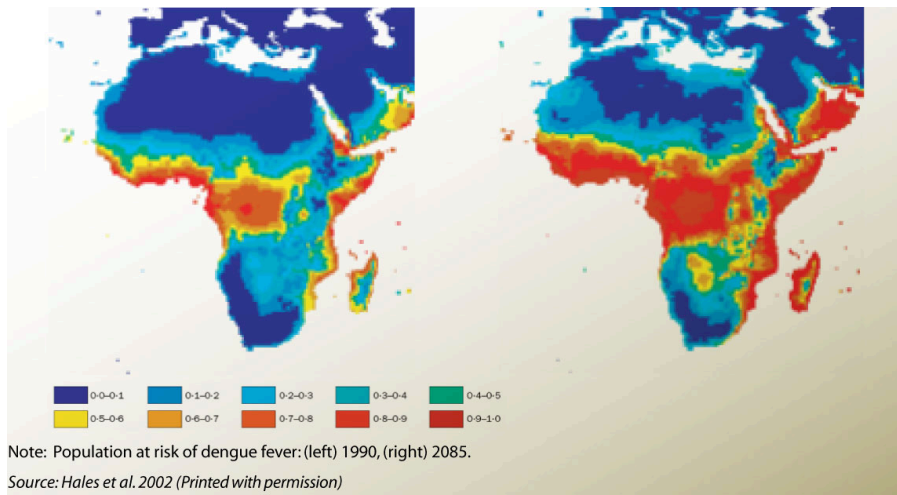 0·0–0·1 0·1–0·2 0·2–0·3 0·3–0·4 0·4–0·5
0·5–0·6 0·6–0·7 0·7–0·8 0·8–0·9 0·9–1·0
Note: Population at risk of dengue fever: (left) 1990, (right) 2085.
Source: Hales et al. 2002 (Printed with permission)